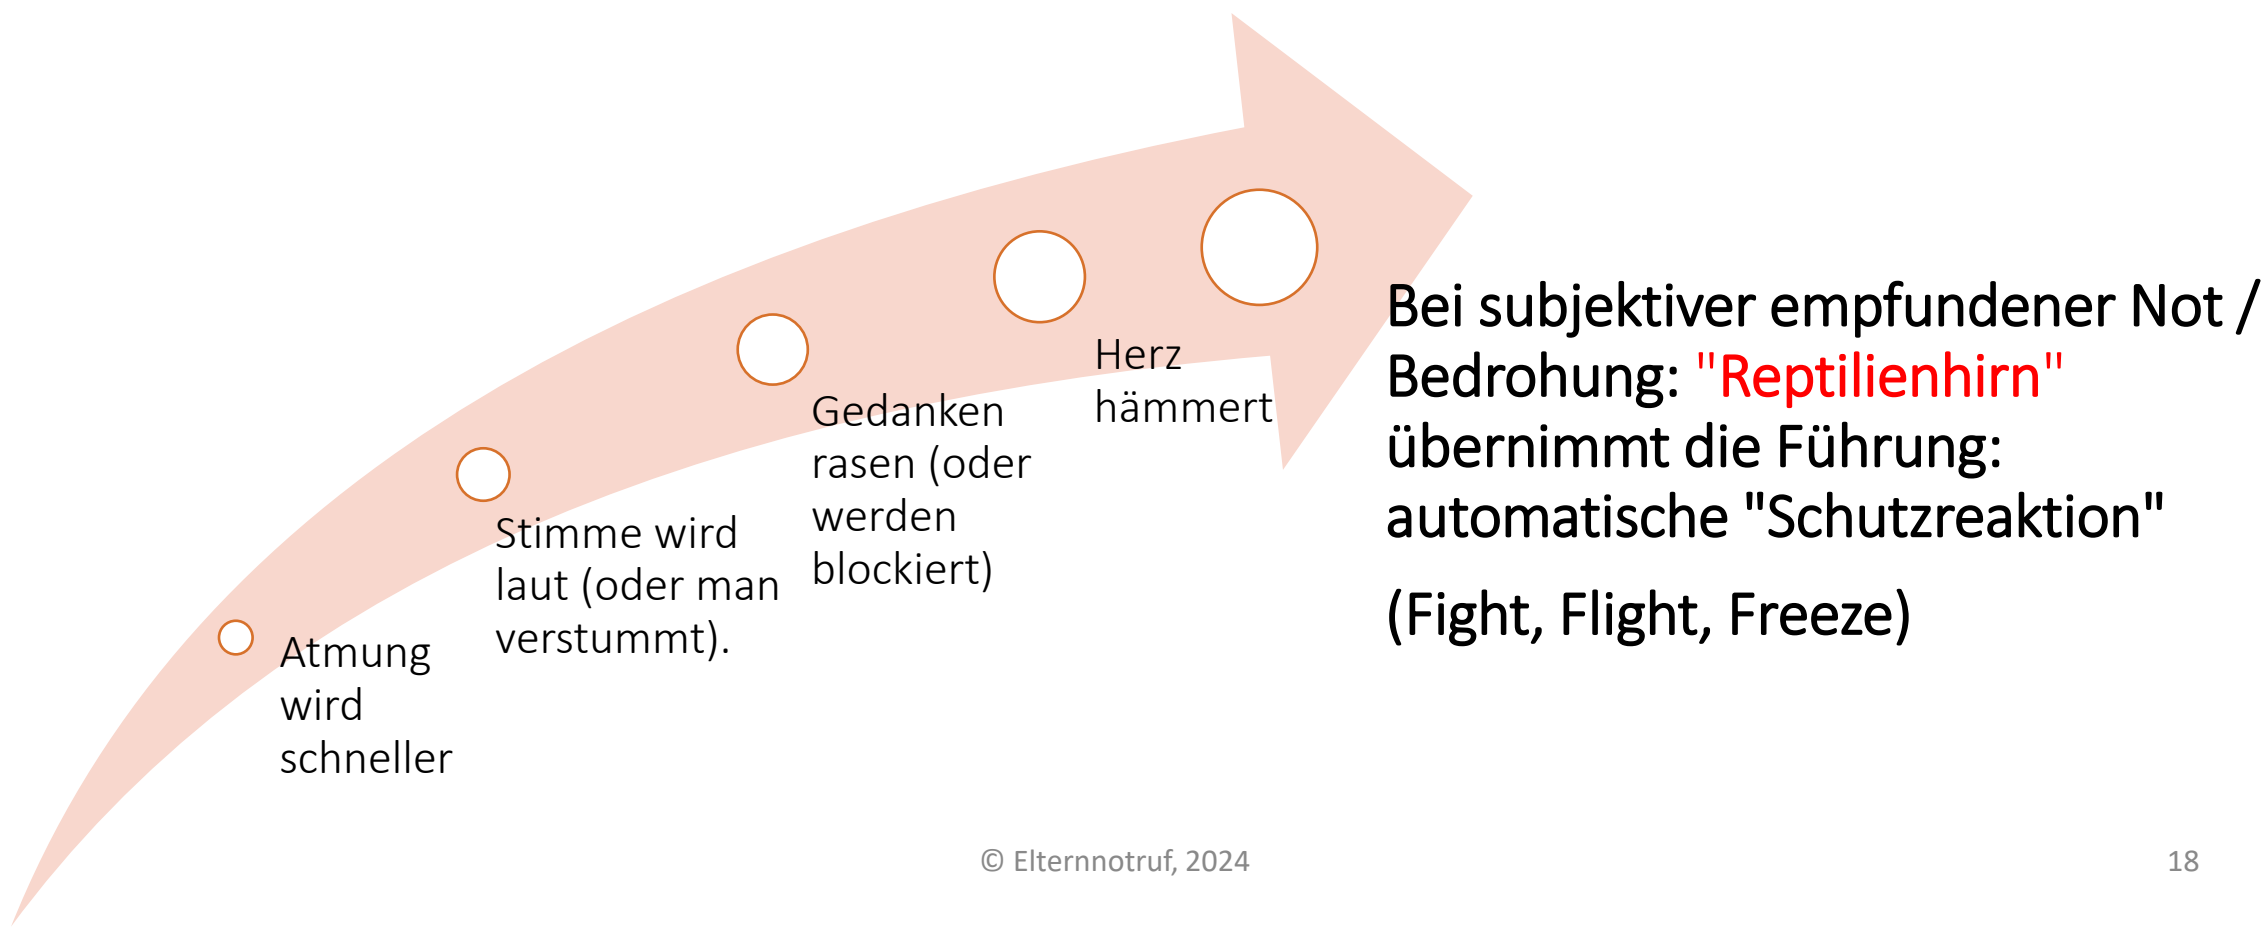 Atmung
wird
schneller
Stimme wird
laut (oder man
verstummt).
Gedanken
rasen (oder
werden
blockiert)
Herz
hämmert
Bei subjektiver empfundener Not /
Bedrohung: "Reptilienhirn"
übernimmt die Führung:
automatische "Schutzreaktion"
(Fight, Flight, Freeze)
© Elternnotruf, 2024
18